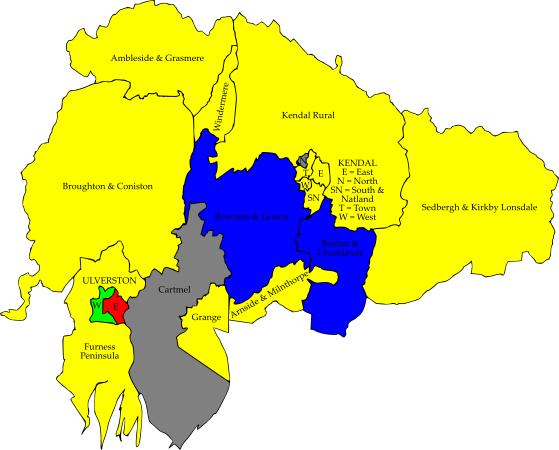 Ambleside & Grasmere
Windermere
Kendal Rural
KENDAL
E = East
N = North
SN = South &
Natland
T = Town
W = West
T
E
W
SN
Broughton & Coniston
Sedbergh & Kirkby Lonsdale
Bowness & Levens
Burton &
Crooklands
ULVERSTON
W
E
Cartmel
Arnside & Milnthorpe
Grange
Furness
Peninsula